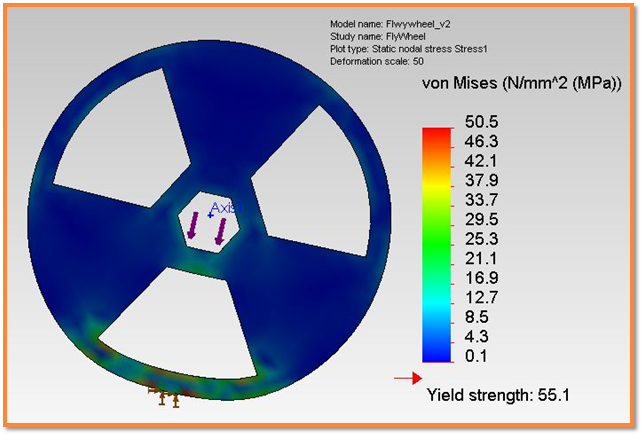 Model name: Flwywheel_v2
Study name: FlyWheel
Plot type: Static nodal stress Stress1
Deformation scale: 50
von Mises (N/mm^2 (MPa))
50.5
46.3
42.1
37.9
33.7
29.5
25.3
21.1
16.9
12.7
8.5
4.3
0.1
Yield strength: 55.1